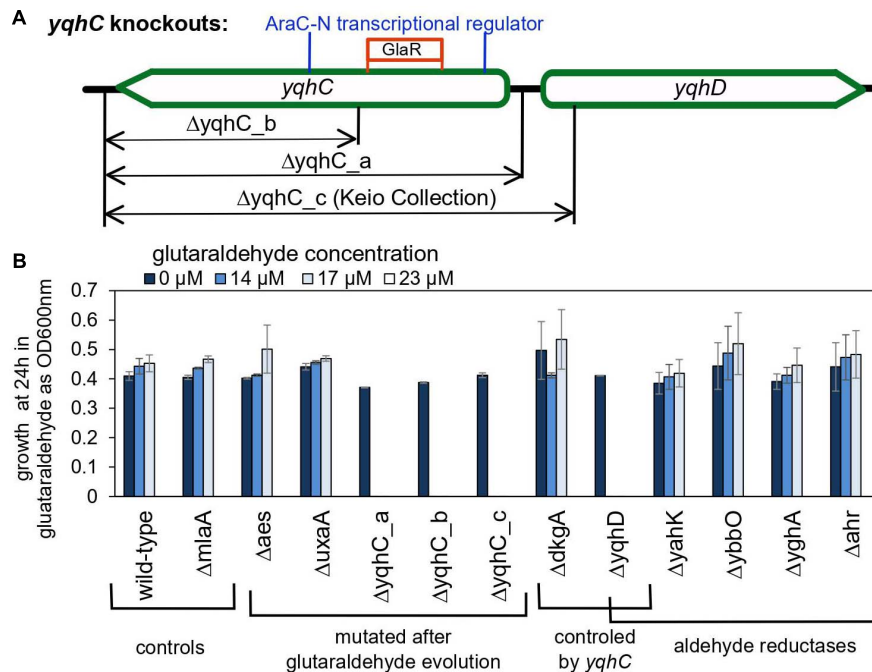 A
yqhC knockouts:
AraC-N transcriptional regulator
GlaR
yqhC
yqhD
ΔyqhC_b
ΔyqhC_a
ΔyqhC_c (Keio Collection)
B
glutaraldehyde concentration
0 µM 14 µM 17 µM 23 µM
growth at 24h in
gluataraldehyde as OD600nm
0.7
0.6
0.5
0.4
0.3
0.2
0.1
0
wild-type
ΔmlaA
Δaes
ΔuxaA
ΔyqhC_a
ΔyqhC_b
ΔyqhC_c
ΔdkgA
ΔyqhD
ΔyahK
ΔybbO
ΔyghA
Δahr
controls
mutated after
glutaraldehyde evolution
controled
by yqhC
aldehyde reductases